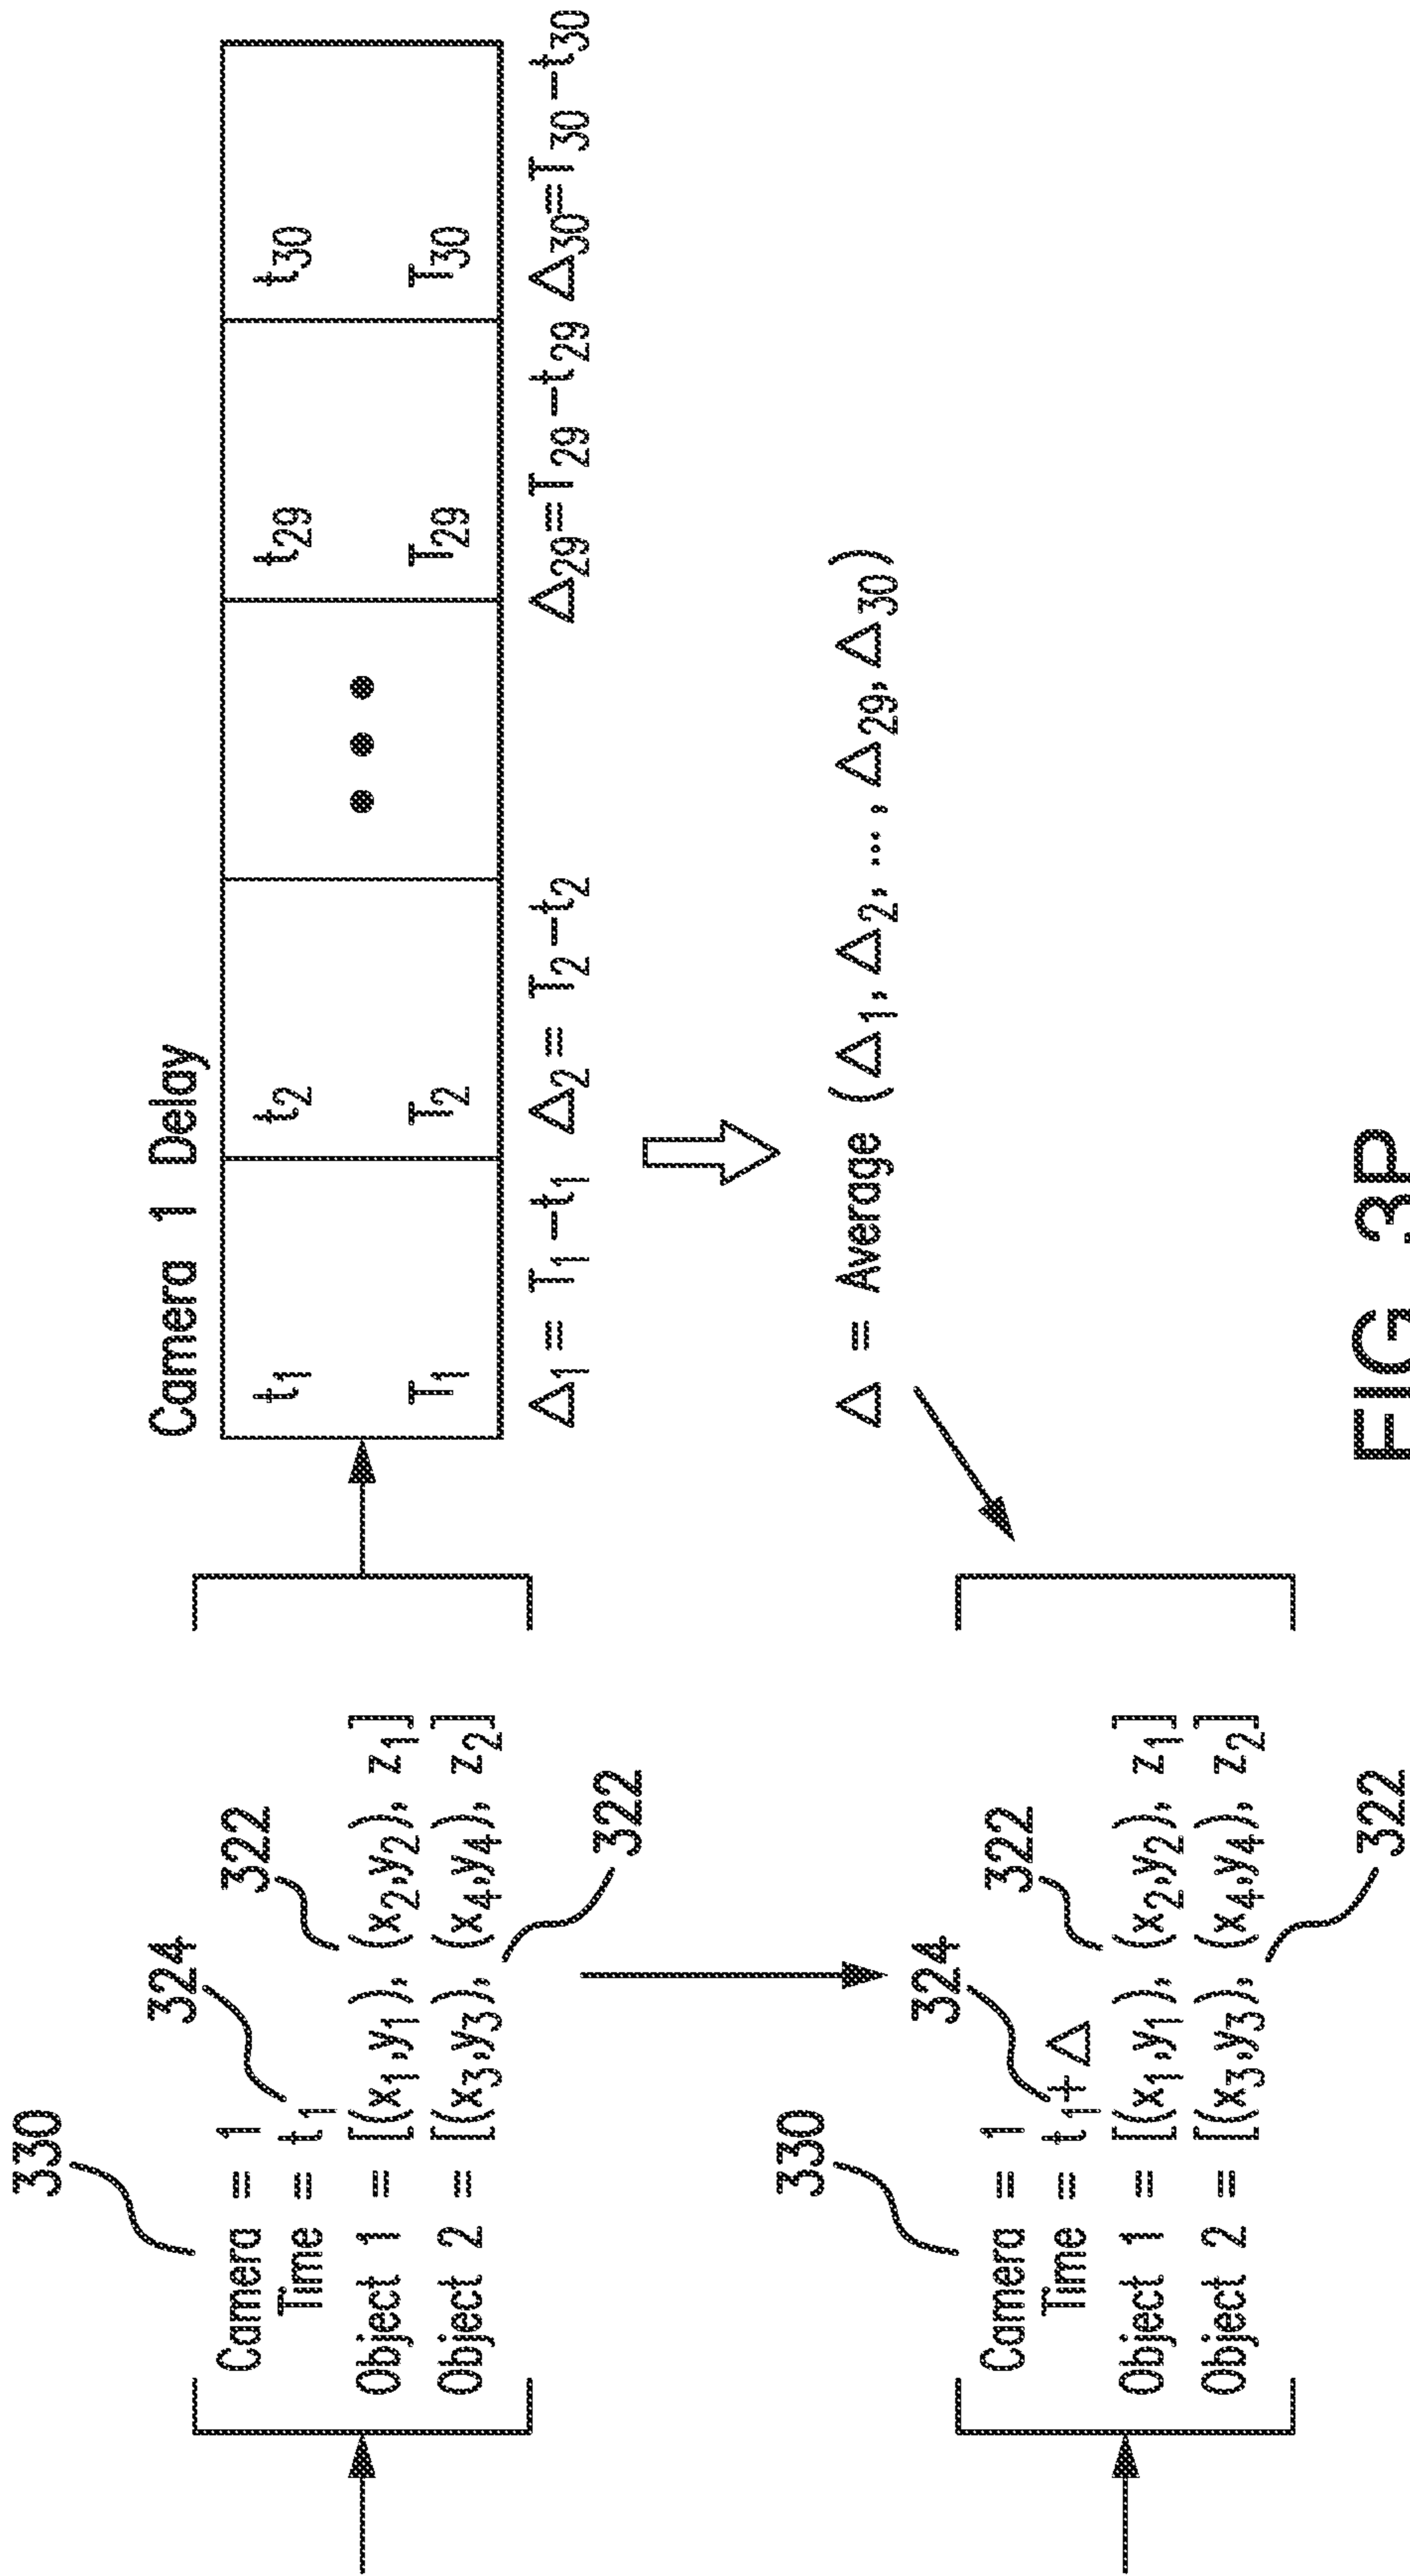 330
324
322
Camera = 1
Time = t₁
Object 1 = [(x₁,y₁), (x₂,y₂), z₁]
Object 2 = [(x₃,y₃), (x₄,y₄), z₂]
322
Camera 1 Delay
t₁ t₂ t₂₉ t₃₀
T₁ T₂ • • • T₂₉ T₃₀
Δ₁ = T₁-t₁ Δ₂ = T₂-t₂ Δ₂₉=T₂₉-t₂₉ Δ₃₀=T₃₀-t₃₀
Δ = Average (Δ₁, Δ₂, ... , Δ₂₉, Δ₃₀)
330
324
322
Camera = 1
Time = t₁+Δ
Object 1 = [(x₁,y₁), (x₂,y₂), z₁]
Object 2 = [(x₃,y₃), (x₄,y₄), z₂]
322
FIG. 3P